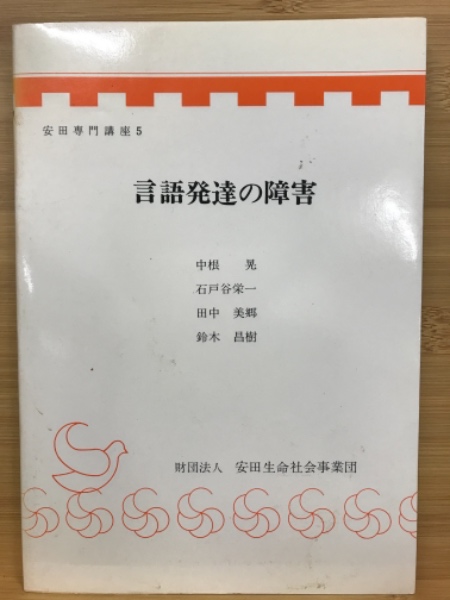 安田専門講座5
言語発達の障害
中根 晃
石戸谷栄一
田中 美郷
鈴木 昌樹
財団法人 安田生命社会事業団